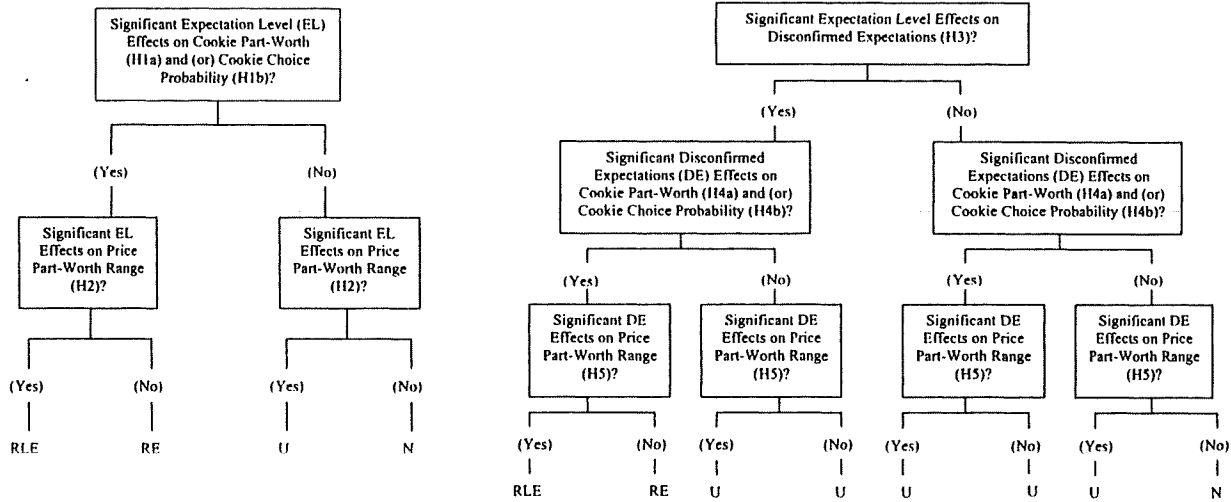 Significant Expectation Level (EL)
Effects on Cookie Part-Worth
(H1a) and (or) Cookie Choice
Probability (H1b)?
(Yes)
(No)
Significant EL
Effects on Price
Part-Worth Range
(H2)?
Significant EL
Effects on Price
Part-Worth Range
(H2)?
(Yes)
(No)
(Yes)
(No)
RLE
RE
U
N
Significant Expectation Level Effects on
Disconfirmed Expectations (H3)?
(Yes)
(No)
Significant Disconfirmed
Expectations (DE) Effects on
Cookie Part-Worth (H4a) and (or)
Cookie Choice Probability (H4b)?
Significant Disconfirmed
Expectations (DE) Effects on
Cookie Part-Worth (H4a) and (or)
Cookie Choice Probability (H4b)?
(Yes)
(No)
(Yes)
(No)
Significant DE
Effects on Price
Part-Worth Range
(H5)?
Significant DE
Effects on Price
Part-Worth Range
(H5)?
Significant DE
Effects on Price
Part-Worth Range
(H5)?
Significant DE
Effects on Price
Part-Worth Range
(H5)?
(Yes)
(No)
(Yes)
(No)
(Yes)
(No)
(Yes)
(No)
RLE
RE
U
U
U
U
U
N